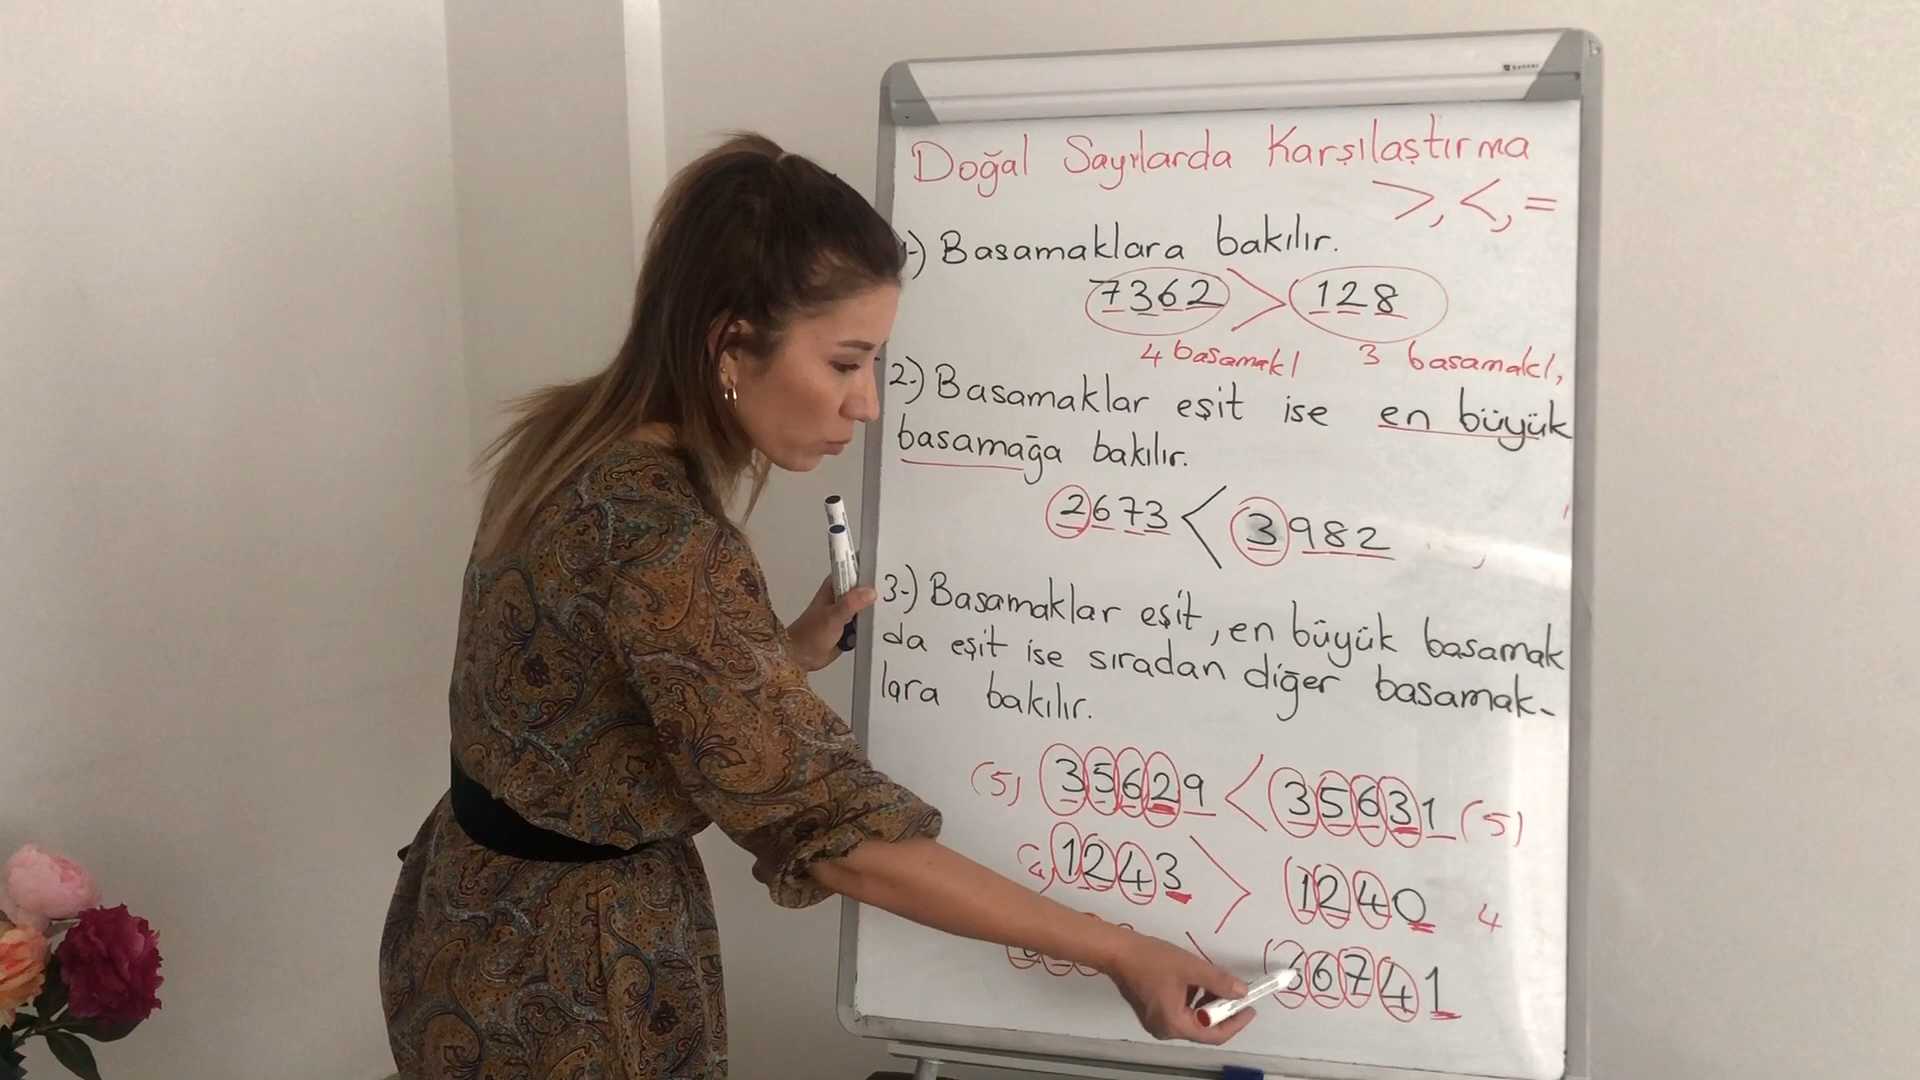 Doğal Sayılarda Karşılaştırma
>, <, =
1-) Basamaklara bakılır.
7362 > 128
4 basamaklı 3 basamaklı
2-) Basamaklar eşit ise en büyük
basamağa bakılır.
2673 < 3982
3-) Basamaklar eşit, en büyük basamak
da eşit ise sıradan diğer basamak-
lara bakılır.
(5) 35629 < 35631 (5)
1243 > 1240 4
66741